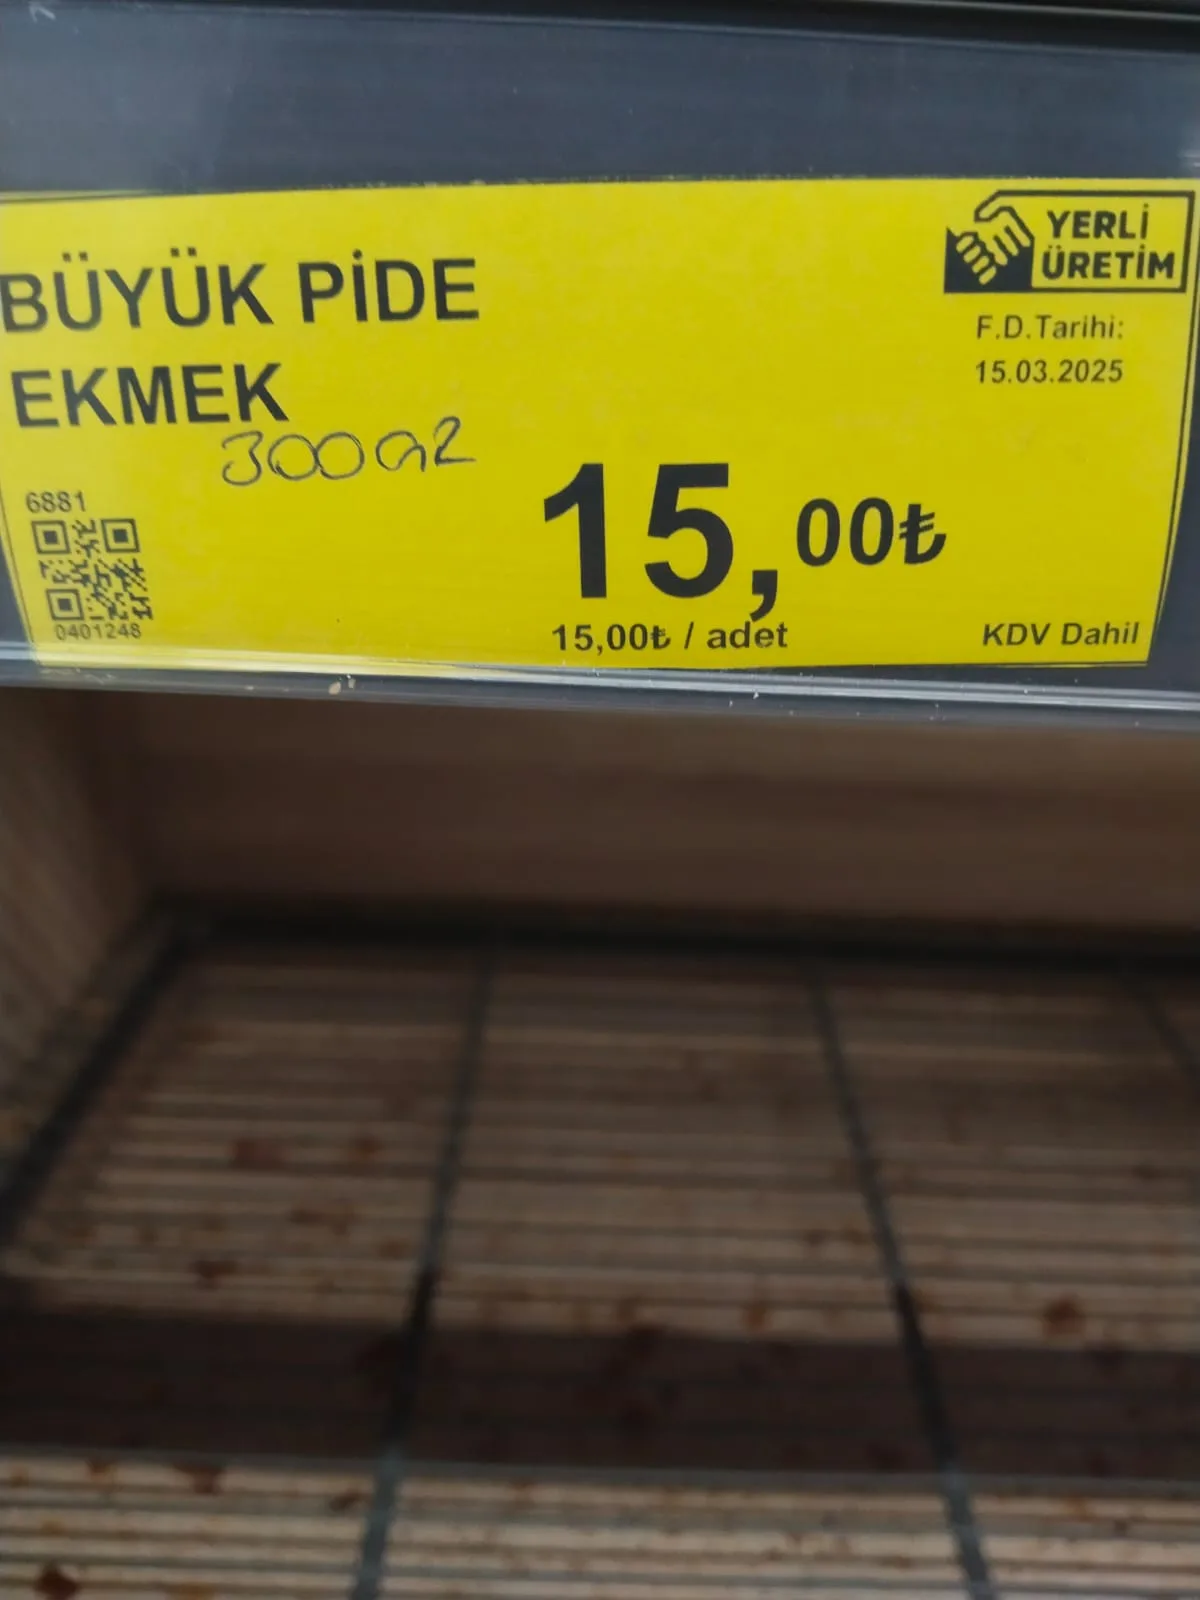 YERLİ
ÜRETİM
F.D.Tarihi:
15.03.2025
BÜYÜK PİDE
EKMEK
300GR
6881
0401248
15,00₺
15,00₺ / adet
KDV Dahil